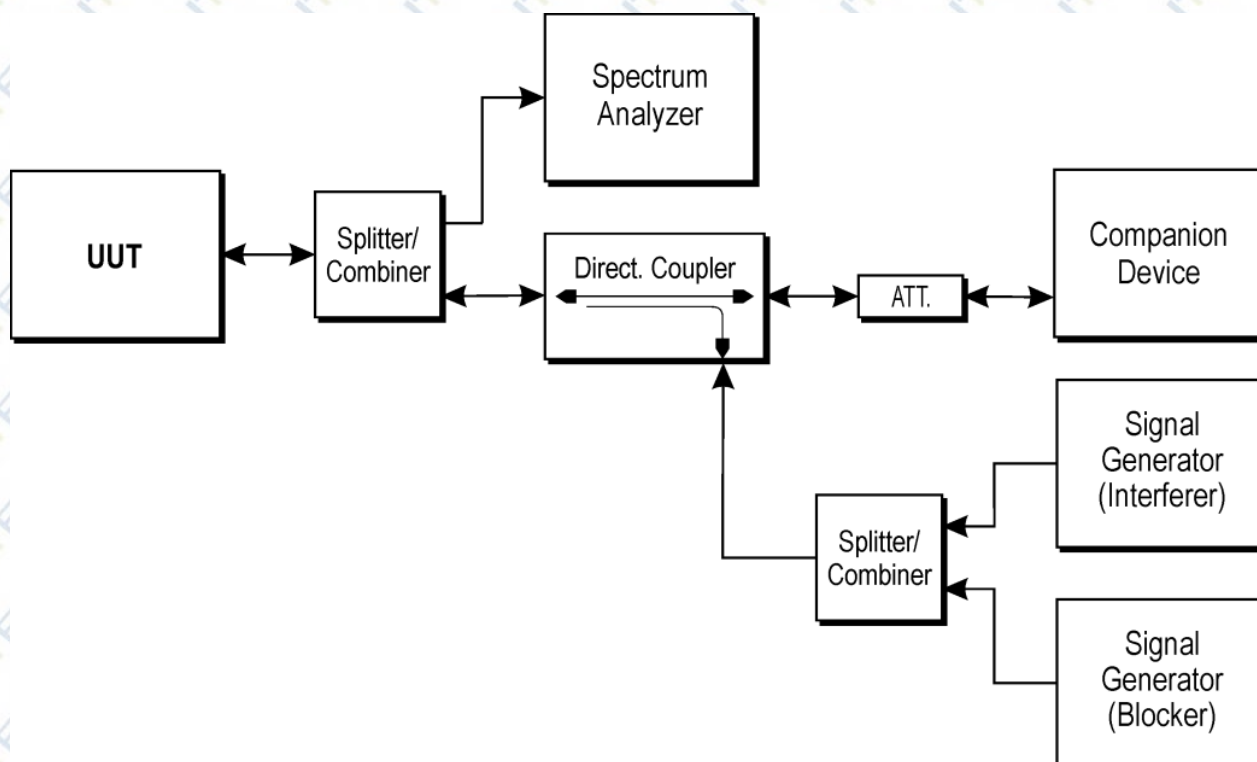 Spectrum
Analyzer
UUT
Splitter/
Combiner
Direct. Coupler
ATT.
Companion
Device
Signal
Generator
(Interferer)
Splitter/
Combiner
Signal
Generator
(Blocker)